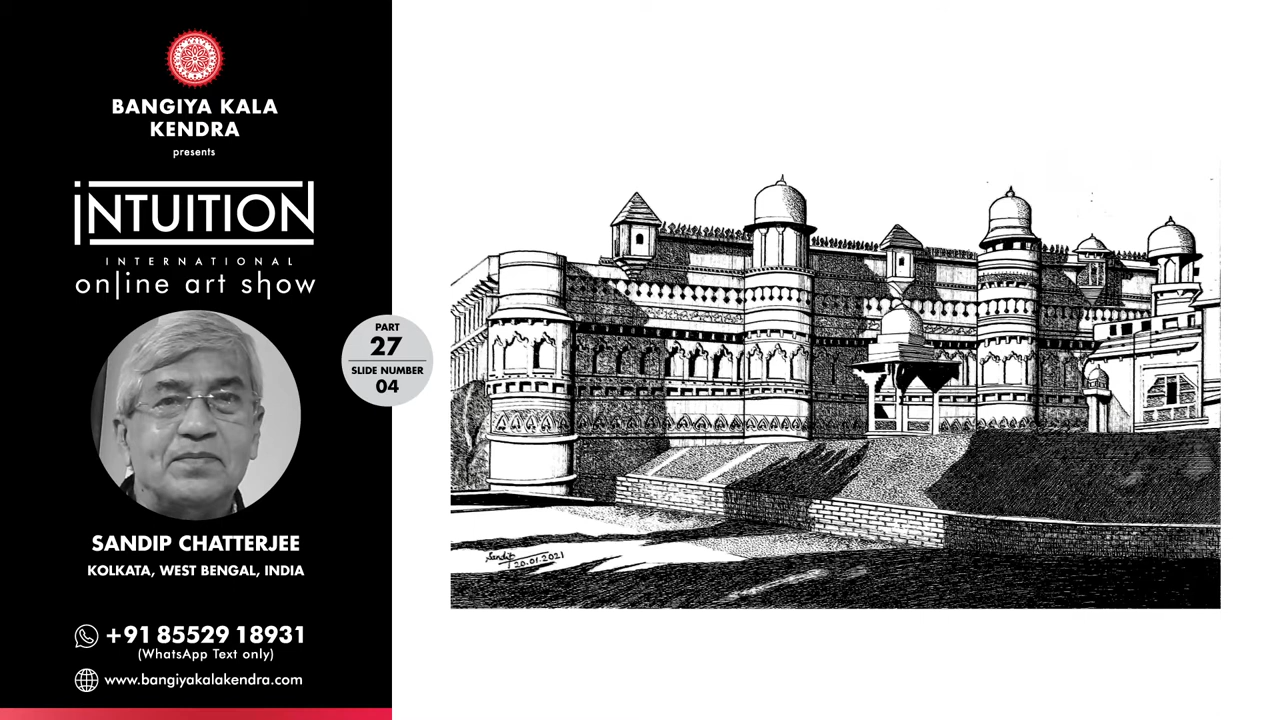 BANGIYA KALA
KENDRA
presents
iNTUITION
INTERNATIONAL
online art show
PART
27
SLIDE NUMBER
04
SANDIP CHATTERJEE
KOLKATA, WEST BENGAL, INDIA
+91 85529 18931
(WhatsApp Text only)
www.bangiyakalakendra.com
Sandip
20.01.2021